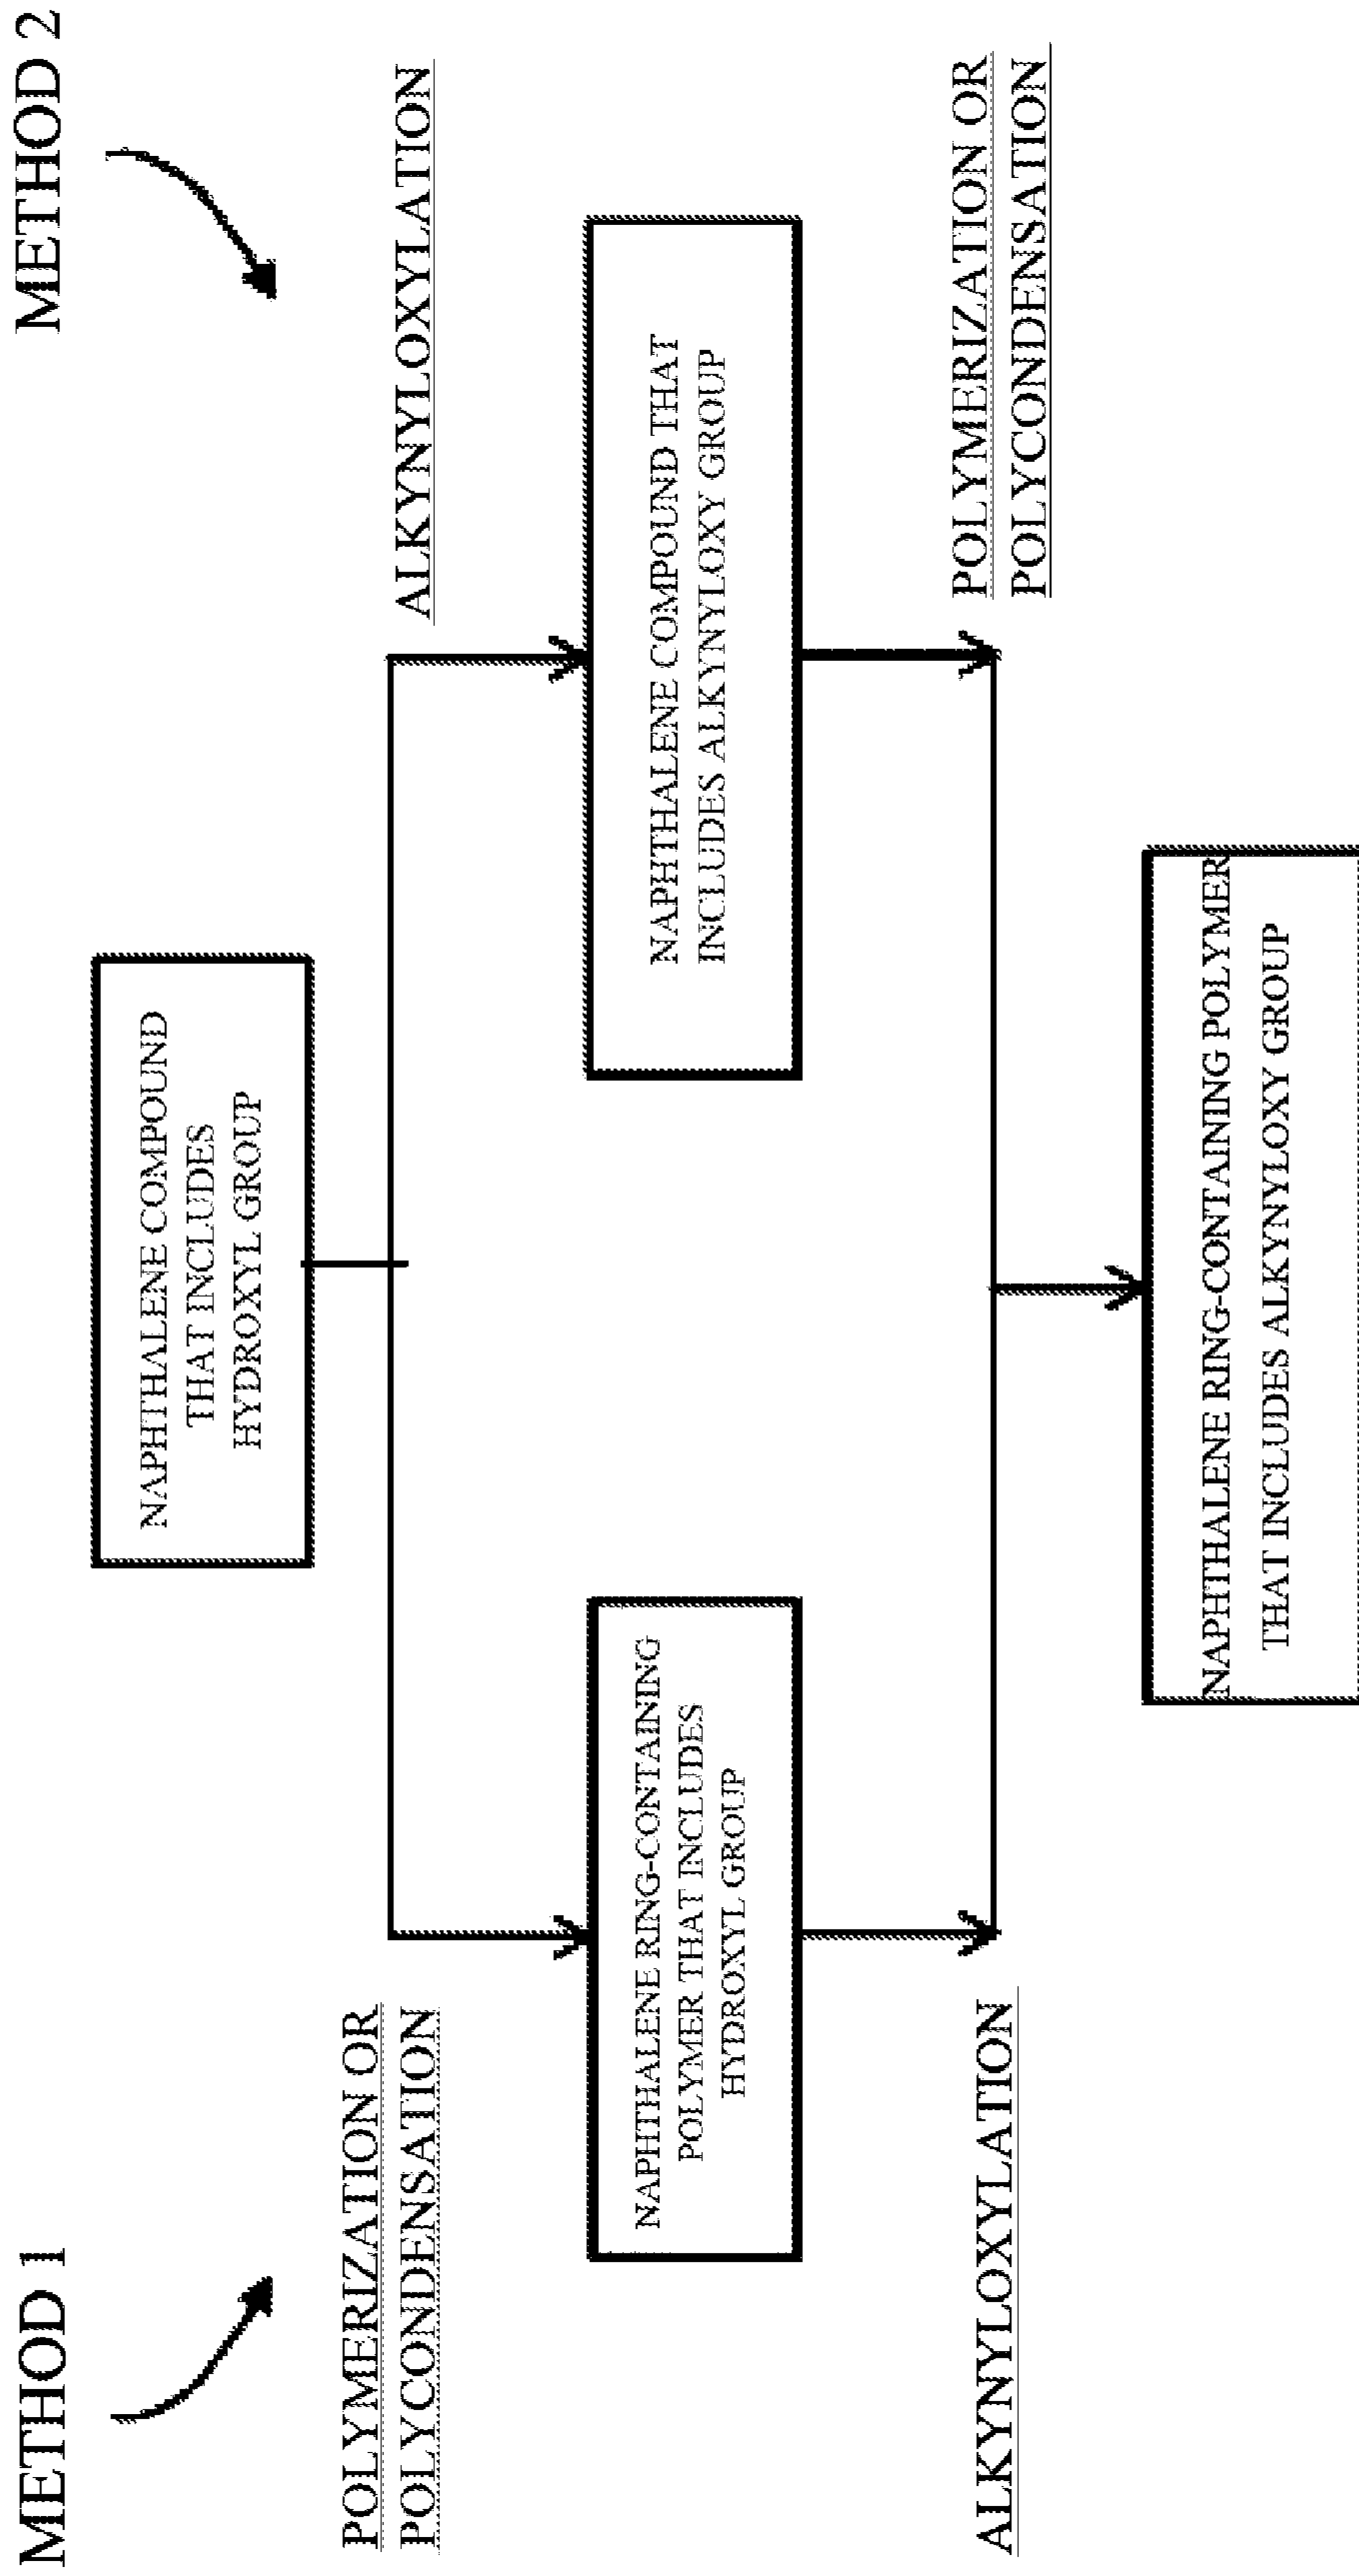 METHOD 1
METHOD 2
NAPHTHALENE COMPOUND
THAT INCLUDES
HYDROXYL GROUP
POLYMERIZATION OR
POLYCONDENSATION
ALKYNYLOXYLATION
NAPHTHALENE RING-CONTAINING
POLYMER THAT INCLUDES
HYDROXYL GROUP
NAPHTHALENE COMPOUND THAT
INCLUDES ALKYNYLOXY GROUP
ALKYNYLOXYLATION
POLYMERIZATION OR
POLYCONDENSATION
NAPHTHALENE RING-CONTAINING POLYMER
THAT INCLUDES ALKYNYLOXY GROUP